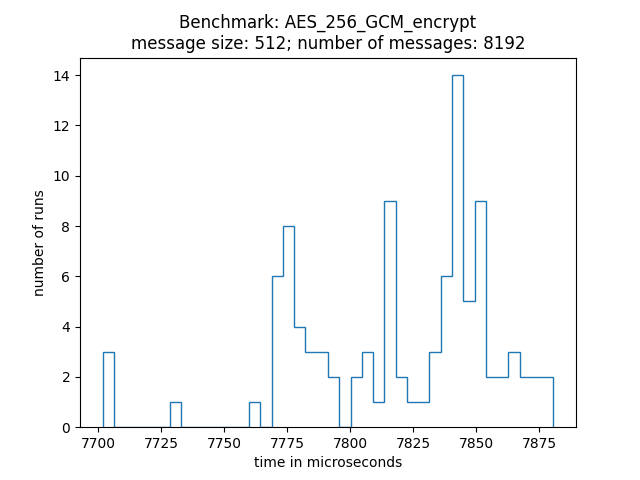 Benchmark: AES_256_GCM_encrypt
message size: 512; number of messages: 8192
14
12
10
8
6
4
2
0
number of runs
7700 7725 7750 7775 7800 7825 7850 7875
time in microseconds